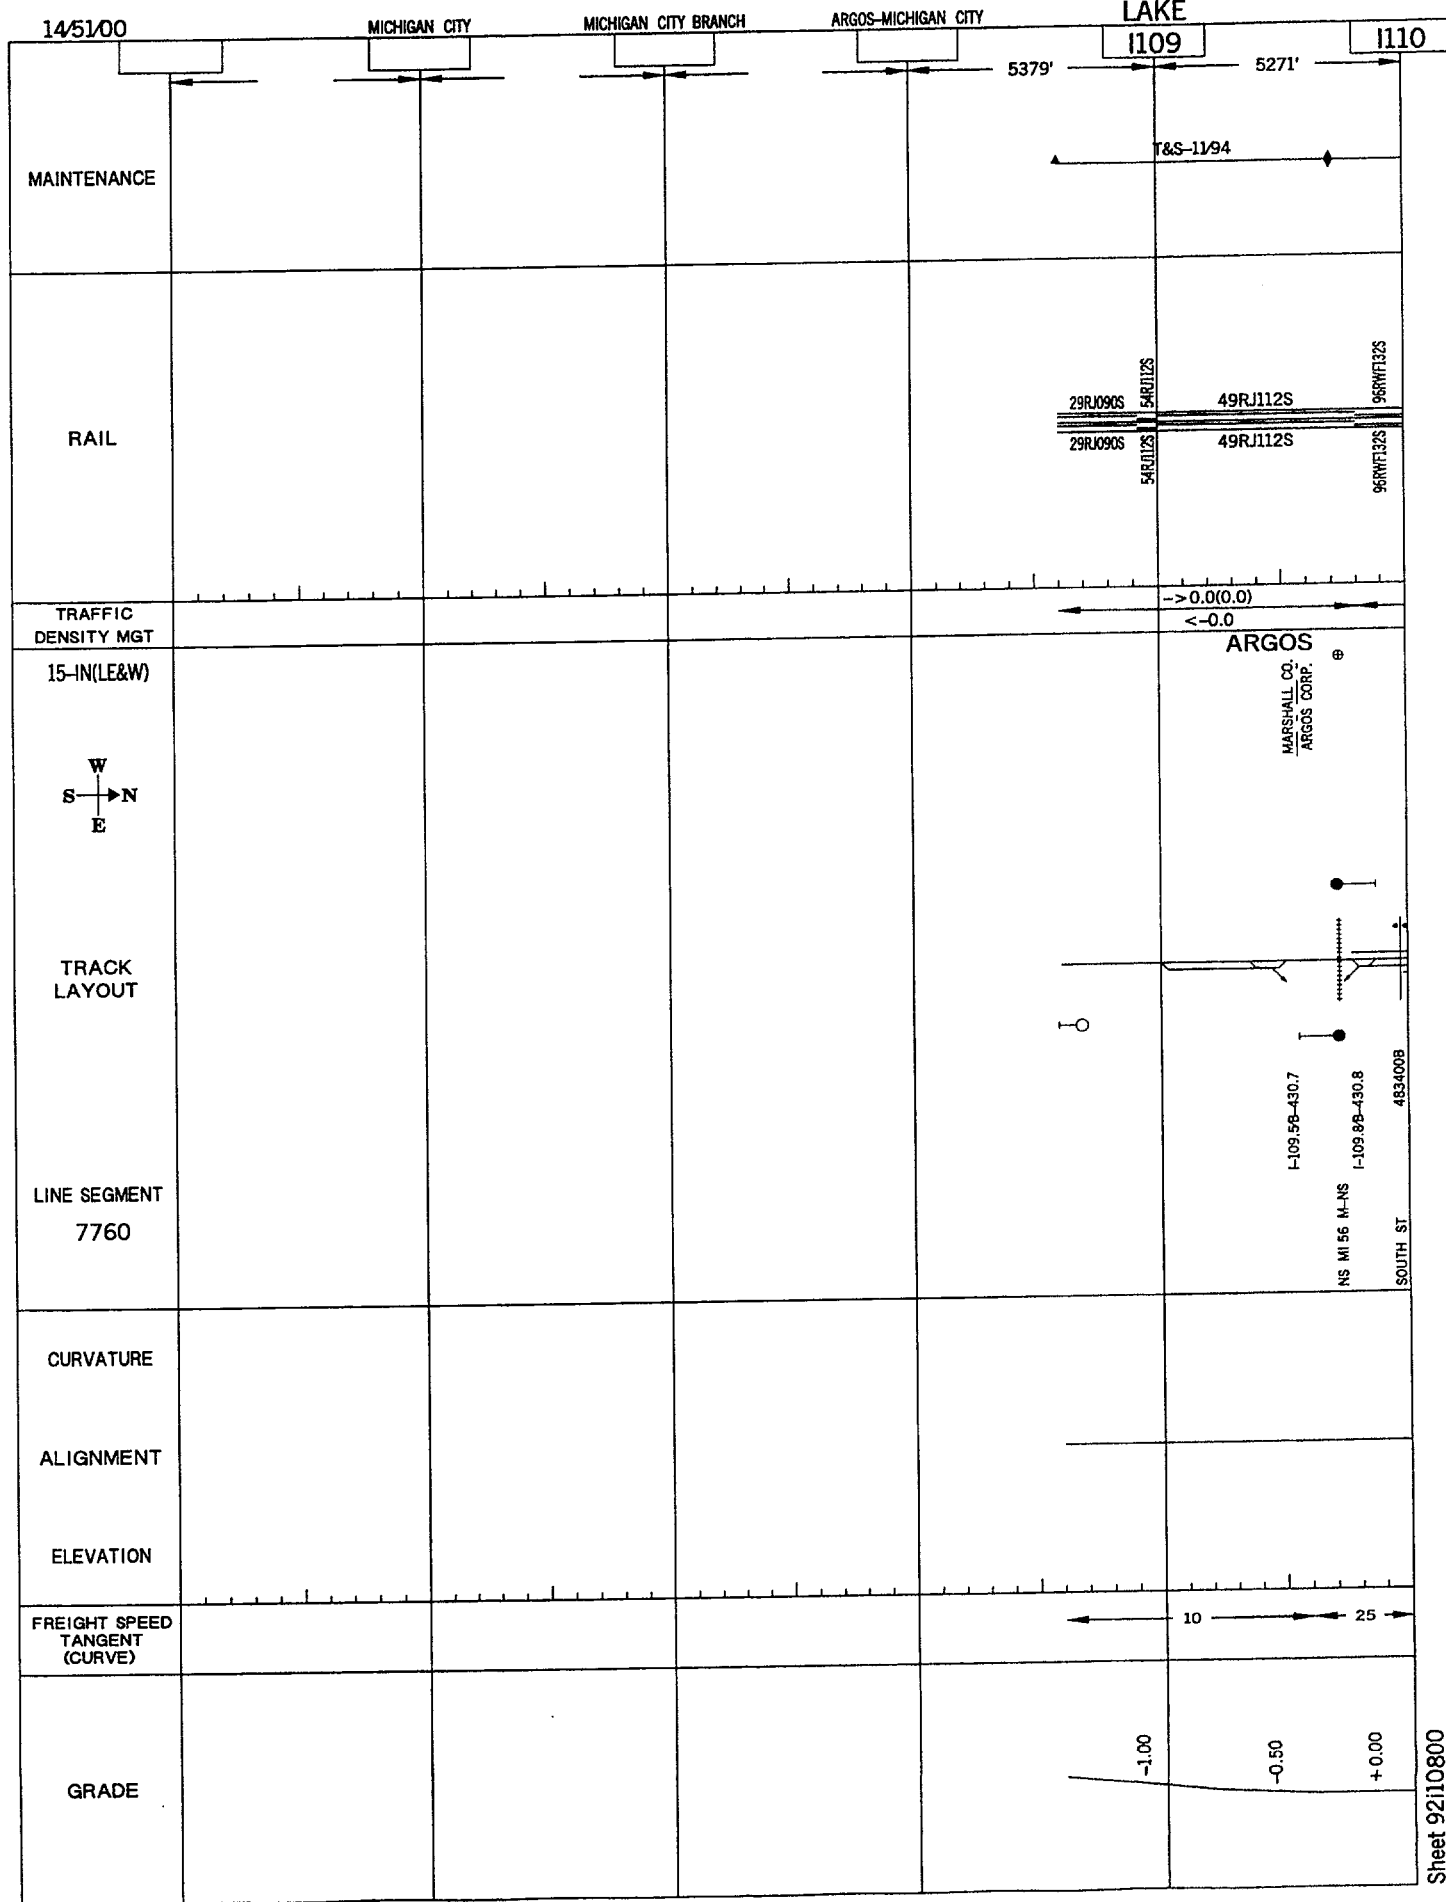 14/51/00
MICHIGAN CITY
MICHIGAN CITY BRANCH
ARGOS-MICHIGAN CITY
LAKE
I109
I110
5379'
5271'
MAINTENANCE
T&S-11/94
RAIL
29RJ090S
54RJ112S
49RJ112S
96RWF132S
29RJ090S
54RJ112S
49RJ112S
96RWF132S
TRAFFIC
DENSITY MGT
->0.0(0.0)
<-0.0
15-IN(LE&W)
ARGOS
MARSHALL CO.
ARGOS CORP.
W
S
N
E
TRACK
LAYOUT
I-109.5/B-430.7
I-109.8/B-430.8
483400B
NS MI 56 M-NS
SOUTH ST
LINE SEGMENT
7760
CURVATURE
ALIGNMENT
ELEVATION
FREIGHT SPEED
TANGENT
(CURVE)
10
25
GRADE
-1.00
-0.50
+0.00
Sheet 92i10800